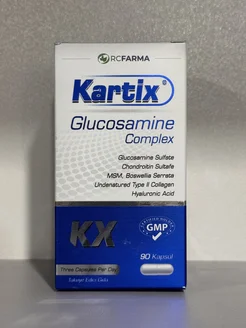 RCFARMA
Kartix®
Glucosamine
Complex
Glucosamine Sulfate
Chondroitin Sulfate
MSM, Boswellia Serrata
Undenatured Type II Collagen
Hyaluronic Acid
KX
GMP
90 Kapsül
Three Capsules Per Day
Takviye Edici Gıda